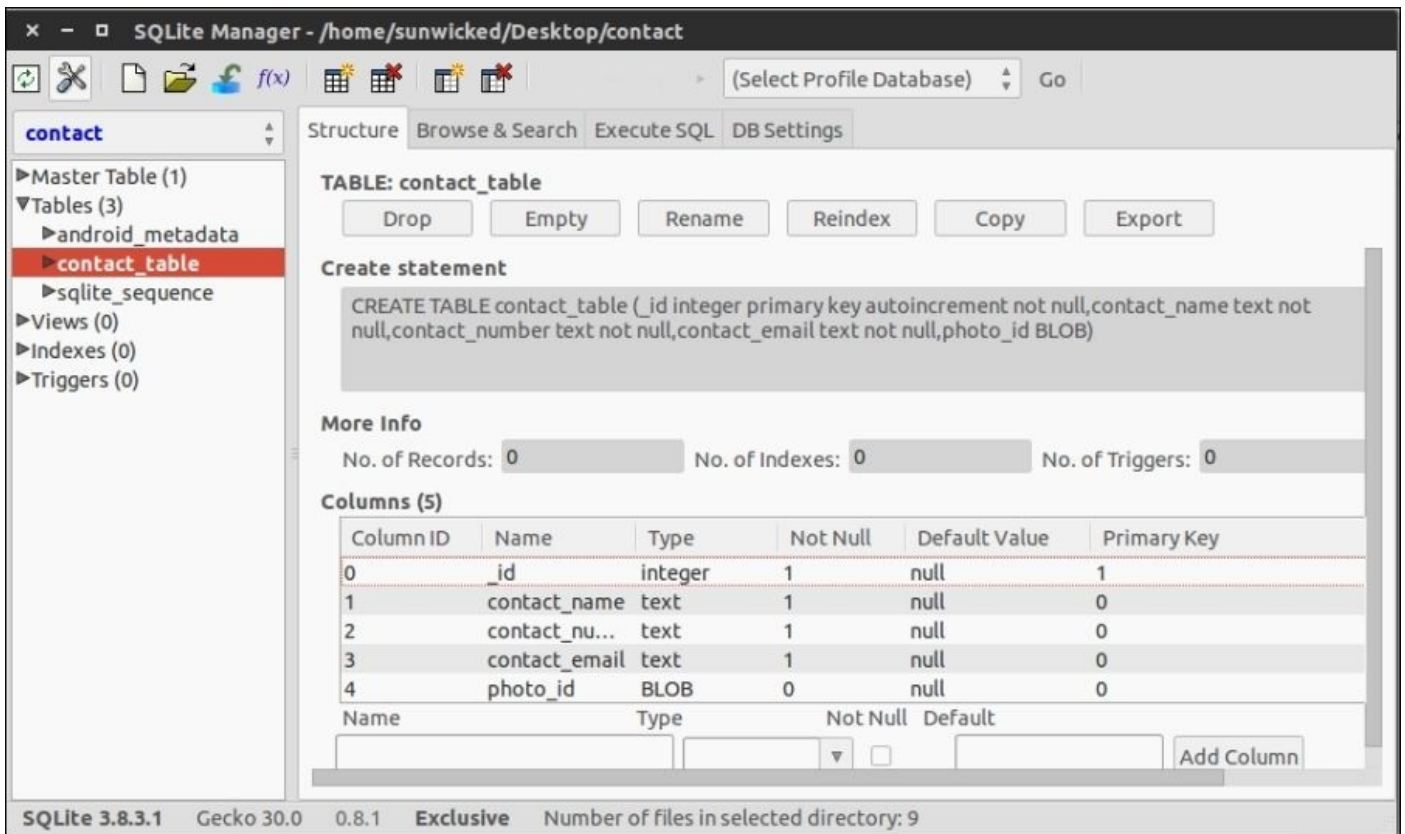 SQLite Manager - /home/sunwicked/Desktop/contact
f(x) (Select Profile Database) Go
contact
Master Table (1)
Tables (3)
android_metadata
contact_table
sqlite_sequence
Views (0)
Indexes (0)
Triggers (0)
Structure Browse & Search Execute SQL DB Settings
TABLE: contact_table
Drop Empty Rename Reindex Copy Export
Create statement
CREATE TABLE contact_table (_id integer primary key autoincrement not null,contact_name text not
null,contact_number text not null,contact_email text not null,photo_id BLOB)
More Info
No. of Records: 0 No. of Indexes: 0 No. of Triggers: 0
Columns (5)
Column ID Name Type Not Null Default Value Primary Key
0 _id integer 1 null 1
1 contact_name text 1 null 0
2 contact_nu... text 1 null 0
3 contact_email text 1 null 0
4 photo_id BLOB 0 null 0
Name Type Not Null Default
Add Column
SQLite 3.8.3.1 Gecko 30.0 0.8.1 Exclusive Number of files in selected directory: 9